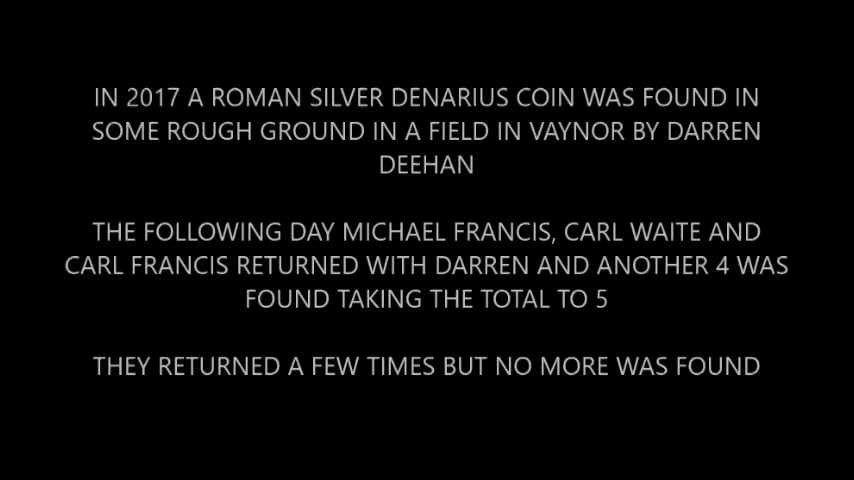 IN 2017 A ROMAN SILVER DENARIUS COIN WAS FOUND IN
SOME ROUGH GROUND IN A FIELD IN VAYNOR BY DARREN
DEEHAN
THE FOLLOWING DAY MICHAEL FRANCIS, CARL WAITE AND
CARL FRANCIS RETURNED WITH DARREN AND ANOTHER 4 WAS
FOUND TAKING THE TOTAL TO 5
THEY RETURNED A FEW TIMES BUT NO MORE WAS FOUND